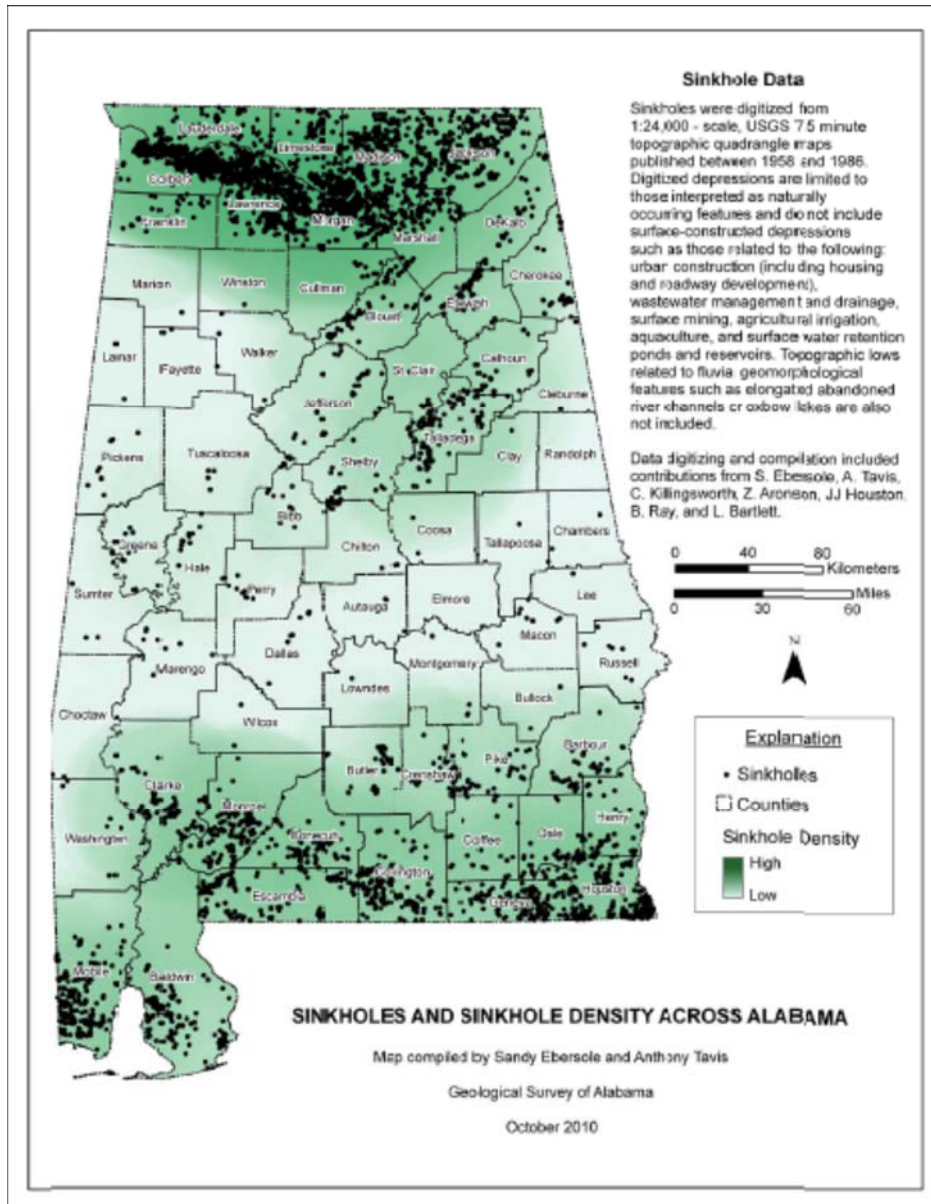 Sinkhole Data
Sinkholes were digitized from
1:24,000 - scale, USGS 7.5 minute
topographic quadrangle maps
published between 1958 and 1986.
Digitized depressions are limited to
those interpreted as naturally
occurring features and do not include
surface-constructed depressions
such as those related to the following:
urban construction (including housing
and roadway development),
wastewater management and drainage,
surface mining, agricultural irrigation,
aquaculture, and surface water retention
ponds and reservoirs. Topographic lows
related to fluvial geomorphological
features such as elongated abandoned
river channels or oxbow lakes are also
not included.
Data digitizing and compilation included
contributions from S. Ebersole, A. Tavis,
C. Killingsworth, Z. Aronson, JJ Houston,
B. Ray, and L. Bartlett.
0 40 80
Kilometers
Miles
0 30 60
N
Explanation
Sinkholes
Counties
Sinkhole Density
High
Low
Lauderdale
Limestone
Madison
Jackson
Colbert
Lawrence
Morgan
Franklin
Marshall
DeKalb
Marion
Winston
Cullman
Cherokee
Etowah
Blount
Lamar
Fayette
Walker
St. Clair
Calhoun
Jefferson
Cleburne
Talladega
Pickens
Tuscaloosa
Shelby
Clay
Randolph
Bibb
Greene
Hale
Chilton
Coosa
Tallapoosa
Chambers
Sumter
Perry
Autauga
Elmore
Lee
Macon
Marengo
Dallas
Montgomery
Russell
Lowndes
Bullock
Choctaw
Wilcox
Barbour
Butler
Crenshaw
Pike
Clarke
Monroe
Henry
Washington
Conecuh
Coffee
Dale
Covington
Escambia
Geneva
Houston
Mobile
Baldwin
SINKHOLES AND SINKHOLE DENSITY ACROSS ALABAMA
Map compiled by Sandy Ebersole and Anthony Tavis
Geological Survey of Alabama
October 2010